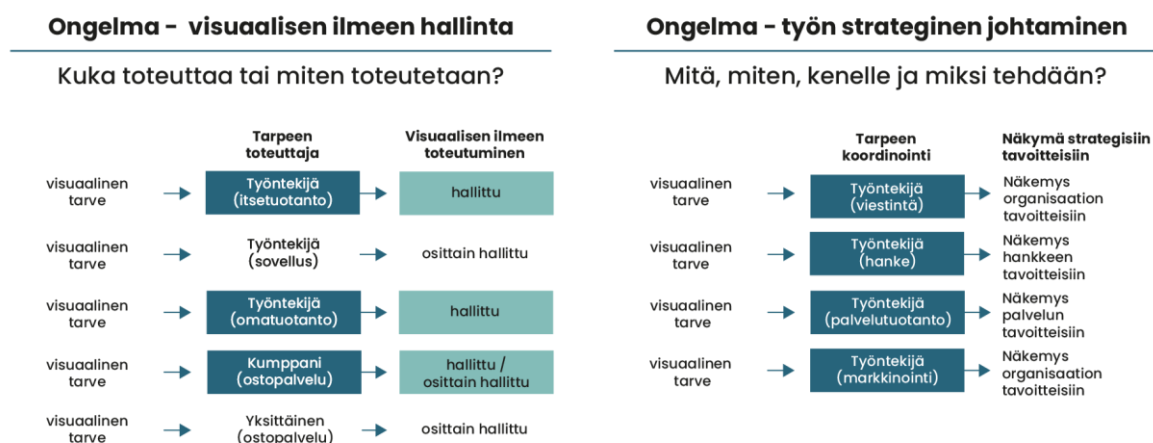 Ongelma - visuaalisen ilmeen hallinta
Kuka toteuttaa tai miten toteutetaan?
Tarpeen
toteuttaja
Visuaalisen ilmeen
toteutuminen
visuaalinen
tarve
Työntekijä
(itsetuotanto)
hallittu
visuaalinen
tarve
Työntekijä
(sovellus)
osittain hallittu
visuaalinen
tarve
Työntekijä
(omatuotanto)
hallittu
visuaalinen
tarve
Kumppani
(ostopalvelu)
hallittu /
osittain hallittu
visuaalinen
tarve
Yksittäinen
(ostopalvelu)
osittain hallittu
Ongelma - työn strateginen johtaminen
Mitä, miten, kenelle ja miksi tehdään?
Tarpeen
koordinointi
Näkymä strategisiin
tavoitteisiin
visuaalinen
tarve
Työntekijä
(viestintä)
Näkemys
organisaation
tavoitteisiin
visuaalinen
tarve
Työntekijä
(hanke)
Näkemys
hankkeen
tavoitteisiin
visuaalinen
tarve
Työntekijä
(palvelutuotanto)
Näkemys
palvelun
tavoitteisiin
visuaalinen
tarve
Työntekijä
(markkinointi)
Näkemys
organisaation
tavoitteisiin